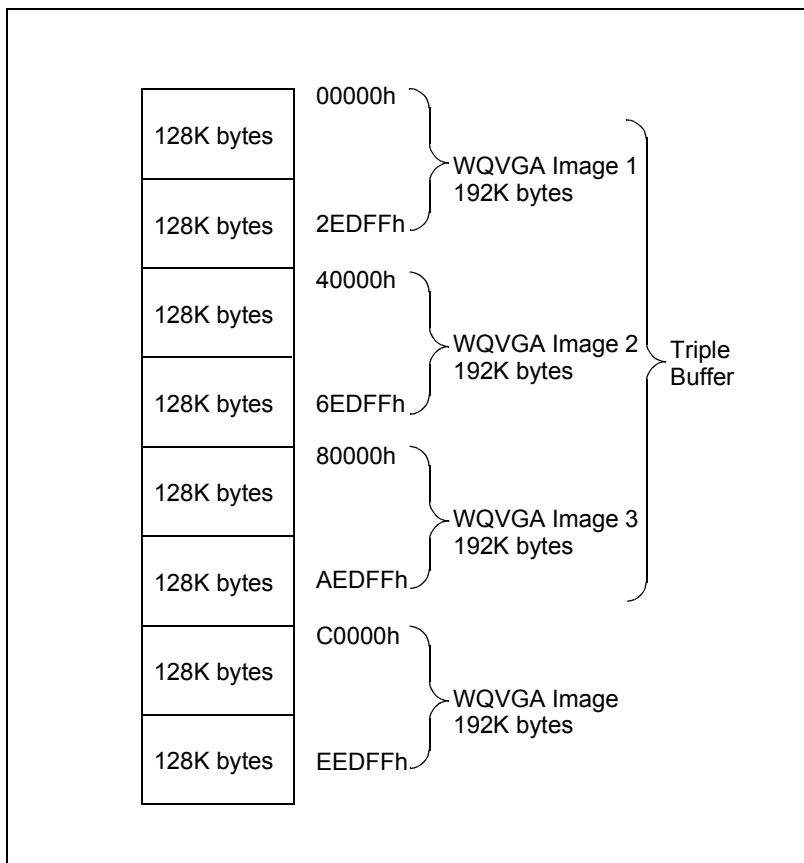 00000h
128K bytes
WQVGA Image 1
192K bytes
128K bytes
2EDFFh
40000h
128K bytes
WQVGA Image 2
192K bytes
Triple
Buffer
128K bytes
6EDFFh
80000h
128K bytes
WQVGA Image 3
192K bytes
128K bytes
AEDFFh
C0000h
128K bytes
WQVGA Image
192K bytes
128K bytes
EEDFFh